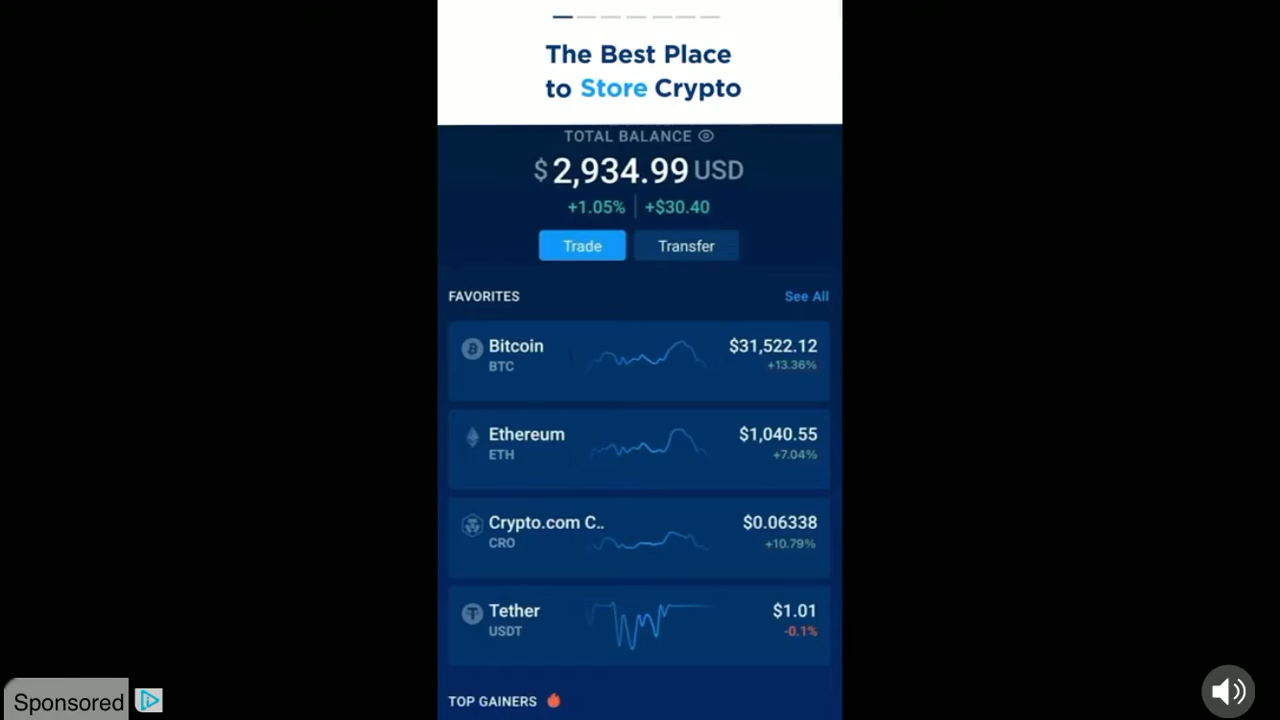 The Best Place
to Store Crypto
TOTAL BALANCE
$ 2,934.99 USD
+1.05% +$30.40
Trade Transfer
FAVORITES See All
Bitcoin $31,522.12
BTC +13.36%
Ethereum $1,040.55
ETH +7.04%
Crypto.com C.. $0.06338
CRO +10.79%
Tether $1.01
USDT -0.1%
TOP GAINERS
Sponsored